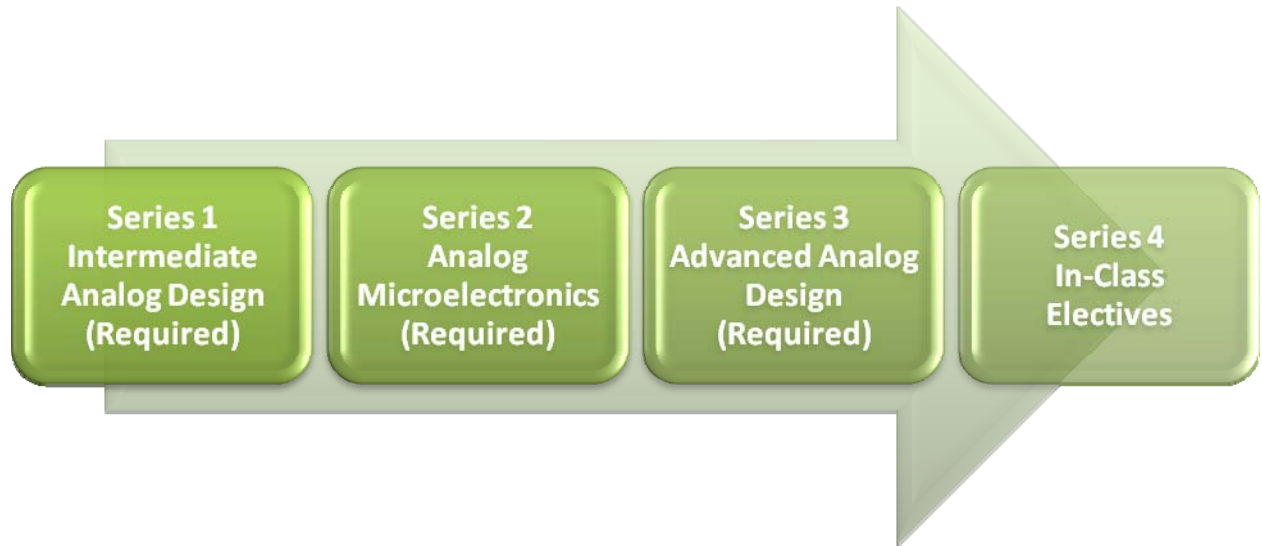 Series 1
Intermediate
Analog Design
(Required)
Series 2
Analog
Microelectronics
(Required)
Series 3
Advanced Analog
Design
(Required)
Series 4
In-Class
Electives